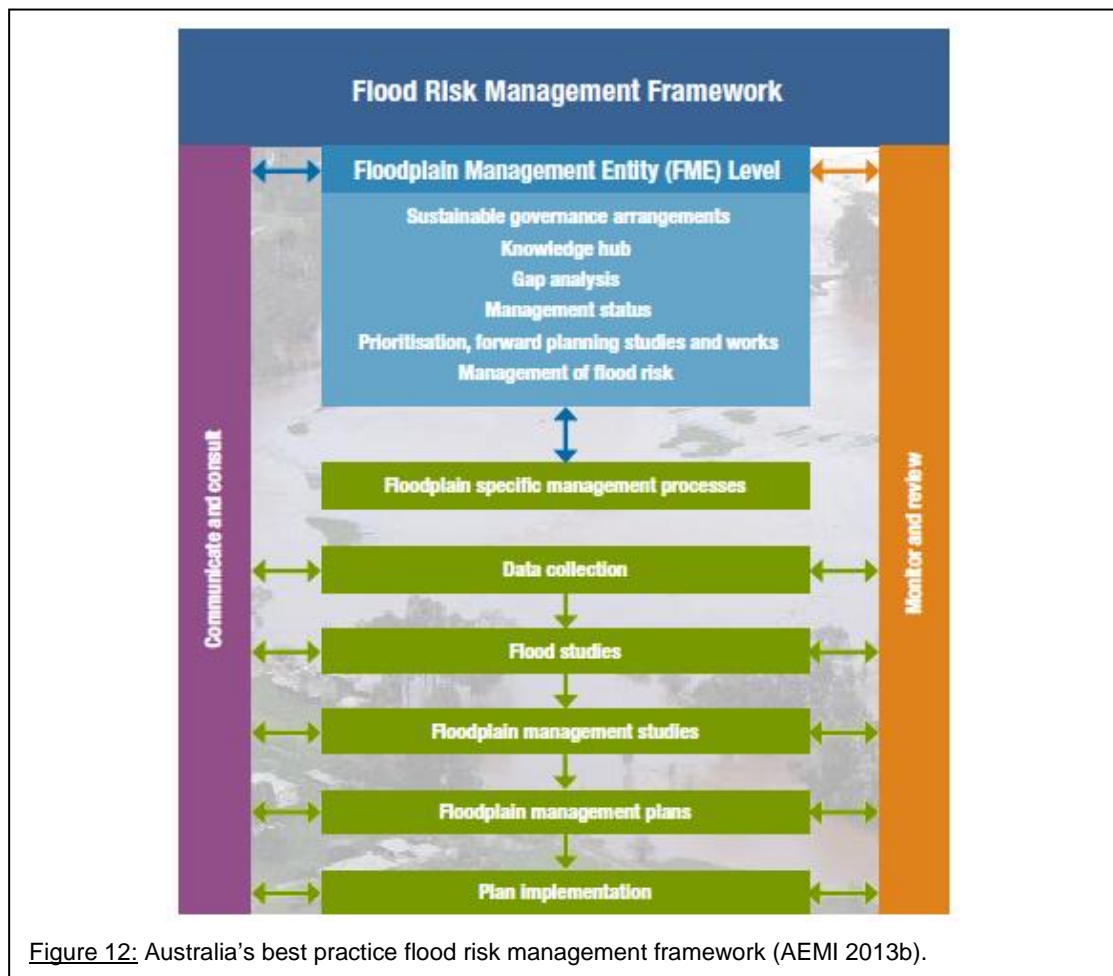 Flood Risk Management Framework
Floodplain Management Entity (FME) Level
Sustainable governance arrangements
Knowledge hub
Gap analysis
Management status
Prioritisation, forward planning studies and works
Management of flood risk
Communicate and consult
Monitor and review
Floodplain specific management processes
Data collection
Flood studies
Floodplain management studies
Floodplain management plans
Plan implementation
Figure 12: Australia’s best practice flood risk management framework (AEMI 2013b).